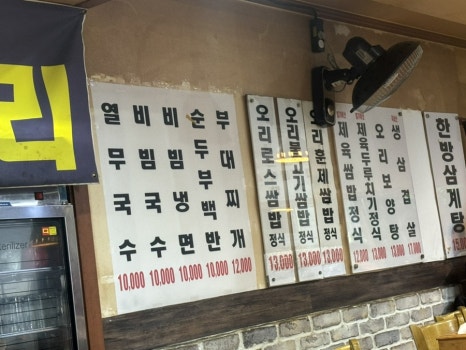 리
열무국수 10,000
비빔국수 10,000
비빔냉면 10,000
순두부백반 10,000
부대찌개 12,000
오리로스쌈밥정식 13,000
오리불고기쌈밥정식 13,000
오리훈제쌈밥정식 13,000
제육쌈밥정식 12,000
제육두루치기정식 13,000
오리보양탕
생삼겹살
한방삼계탕